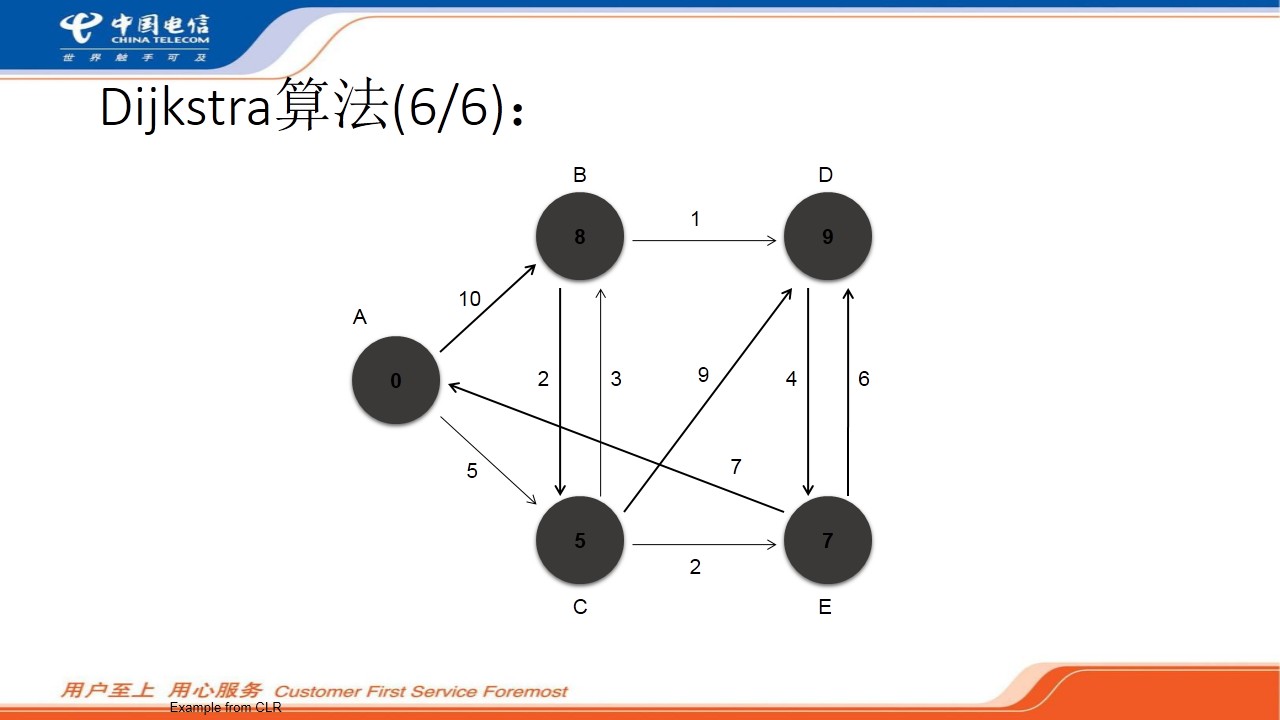 中国电信
CHINA TELECOM
世界触手可及
Dijkstra算法(6/6)：
B
D
8
1
9
10
A
0
2
3
9
4
6
5
7
5
7
2
C
E
用户至上 用心服务 Customer First Service Foremost
Example from CLR